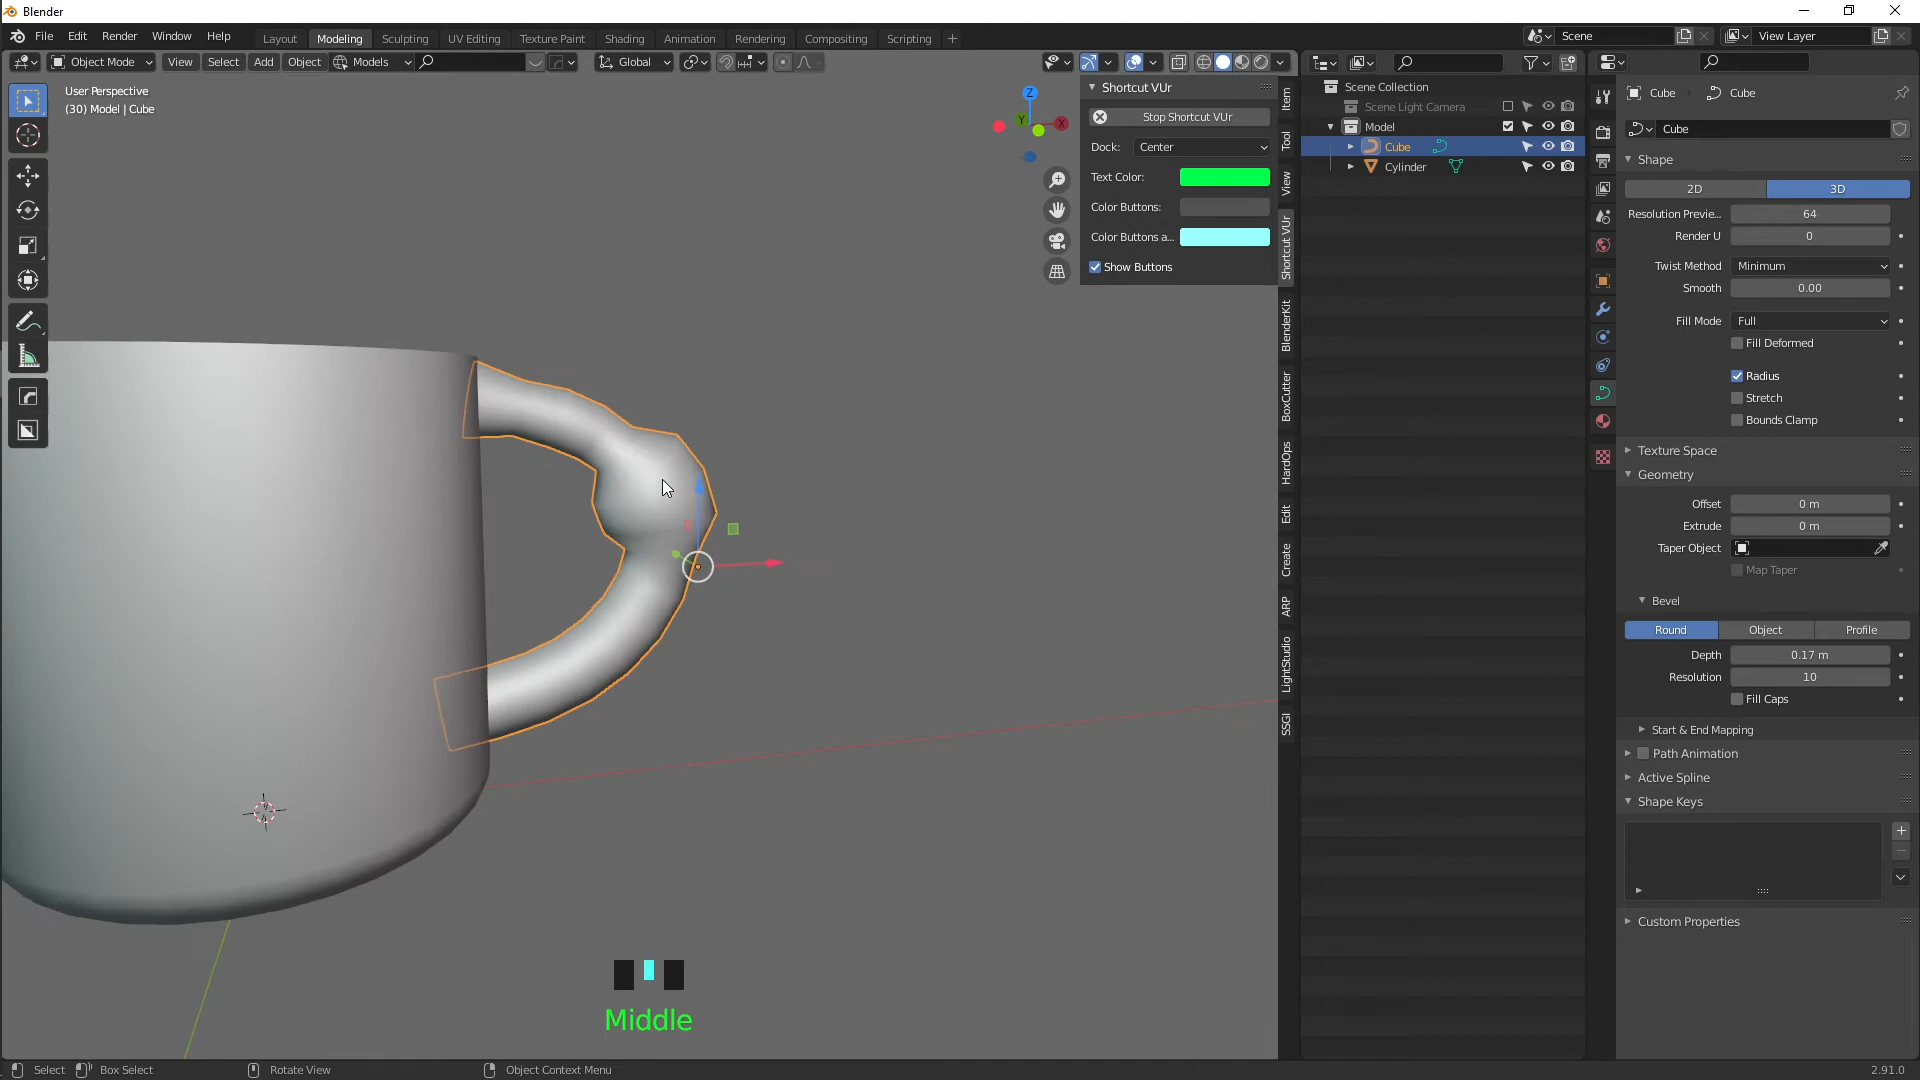 Blender
File Edit Render Window Help
Layout Modeling Sculpting UV Editing Texture Paint Shading Animation Rendering Compositing Scripting +
Scene View Layer
Object Mode View Select Add Object Models Global
User Perspective
(30) Model | Cube
Z
Y
X
Shortcut VUr
Stop Shortcut VUr
Dock: Center
Text Color:
Color Buttons:
Color Buttons a...
Show Buttons
Item
Tool
View
Shortcut VUr
BlenderKit
BoxCutter
HardOps
Edit
Create
ARP
LightStudio
SSGI
Scene Collection
Scene Light Camera
Model
Cube
Cylinder
Cube Cube
Cube
Shape
2D 3D
Resolution Previe... 64
Render U 0
Twist Method Minimum
Smooth 0.00
Fill Mode Full
Fill Deformed
Radius
Stretch
Bounds Clamp
Texture Space
Geometry
Offset 0 m
Extrude 0 m
Taper Object
Map Taper
Bevel
Round Object Profile
Depth 0.17 m
Resolution 10
Fill Caps
Start & End Mapping
Path Animation
Active Spline
Shape Keys
Custom Properties
Middle
Select Box Select Rotate View Object Context Menu 2.91.0